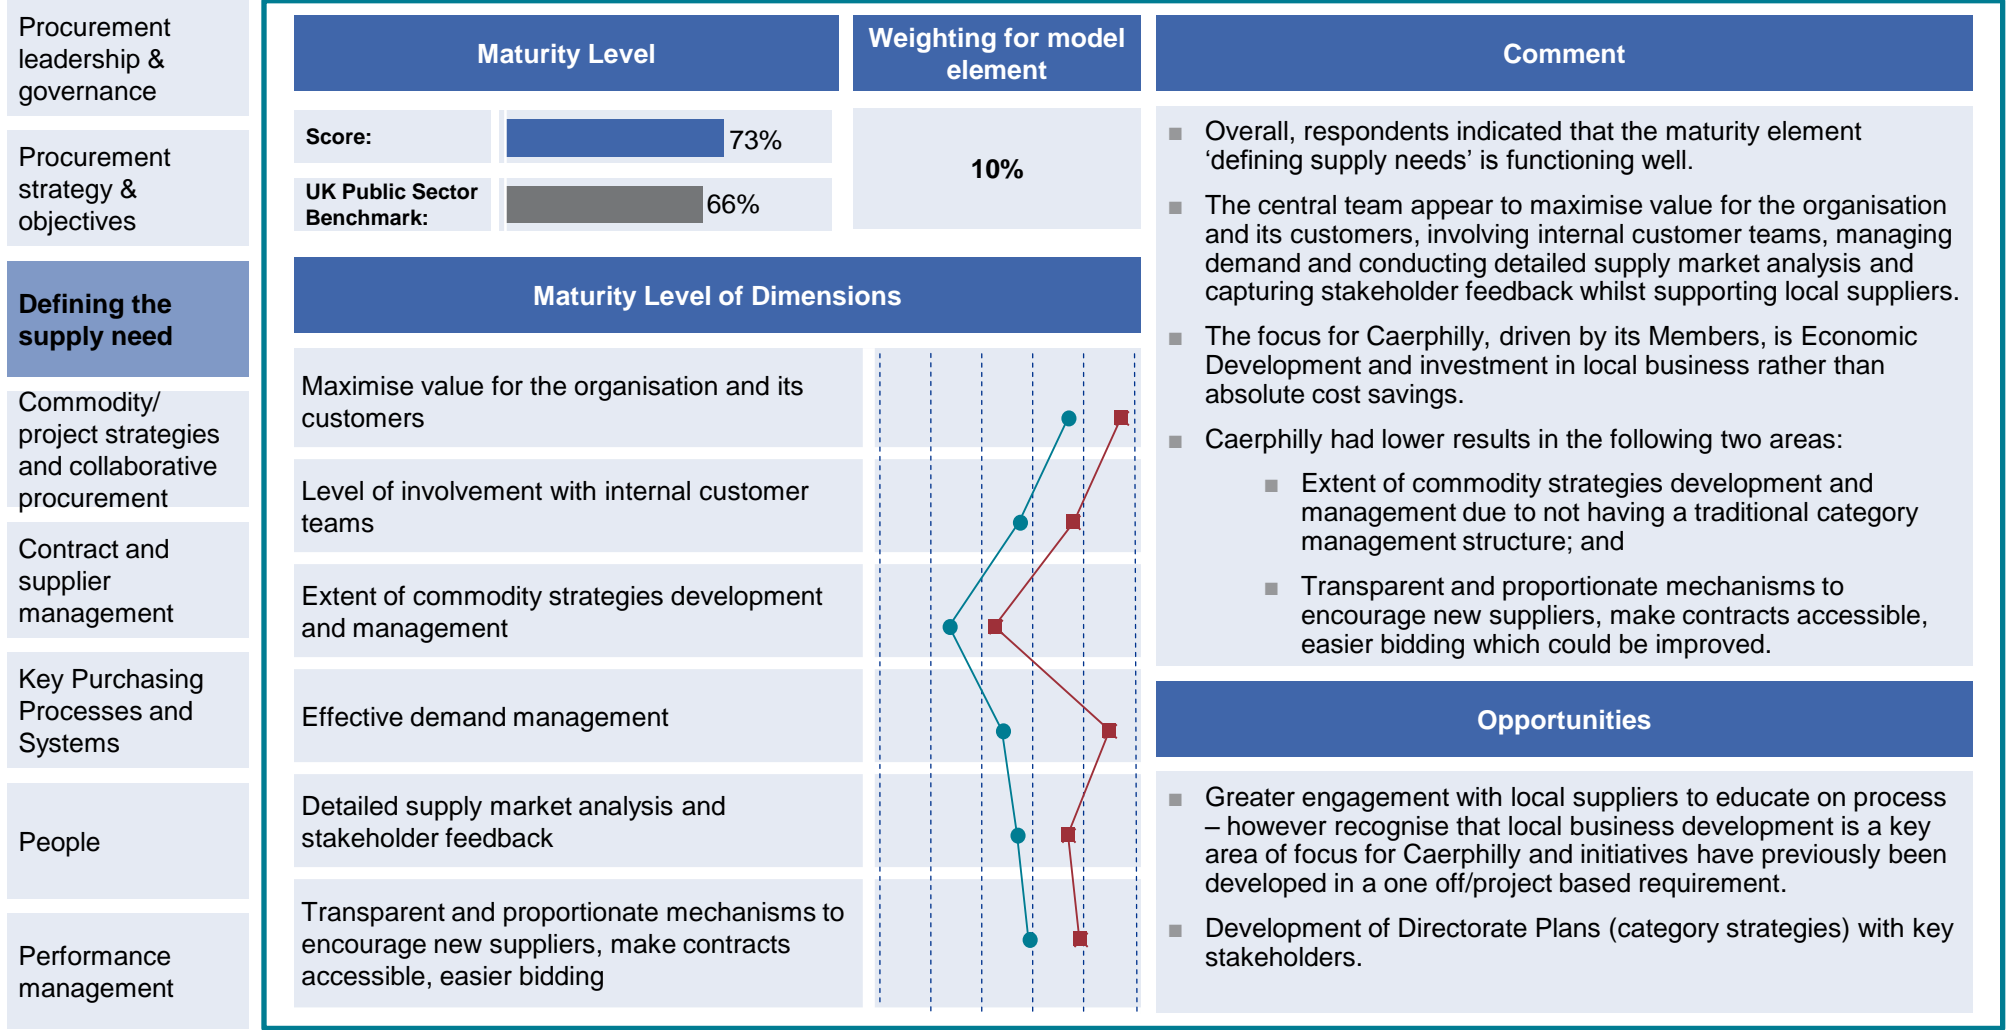 Procurement
leadership &
governance
Procurement
strategy &
objectives
Defining the
supply need
Commodity/
project strategies
and collaborative
procurement
Contract and
supplier
management
Key Purchasing
Processes and
Systems
People
Performance
management
Maturity Level
Score:
73%
UK Public Sector
Benchmark:
66%
Weighting for model
element
10%
Maturity Level of Dimensions
Maximise value for the organisation and its
customers
Level of involvement with internal customer
teams
Extent of commodity strategies development
and management
Effective demand management
Detailed supply market analysis and
stakeholder feedback
Transparent and proportionate mechanisms to
encourage new suppliers, make contracts
accessible, easier bidding
Comment
■ Overall, respondents indicated that the maturity element
‘defining supply needs’ is functioning well.
■ The central team appear to maximise value for the organisation
and its customers, involving internal customer teams, managing
demand and conducting detailed supply market analysis and
capturing stakeholder feedback whilst supporting local suppliers.
■ The focus for Caerphilly, driven by its Members, is Economic
Development and investment in local business rather than
absolute cost savings.
■ Caerphilly had lower results in the following two areas:
■ Extent of commodity strategies development and
management due to not having a traditional category
management structure; and
■ Transparent and proportionate mechanisms to
encourage new suppliers, make contracts accessible,
easier bidding which could be improved.
Opportunities
■ Greater engagement with local suppliers to educate on process
– however recognise that local business development is a key
area of focus for Caerphilly and initiatives have previously been
developed in a one off/project based requirement.
■ Development of Directorate Plans (category strategies) with key
stakeholders.